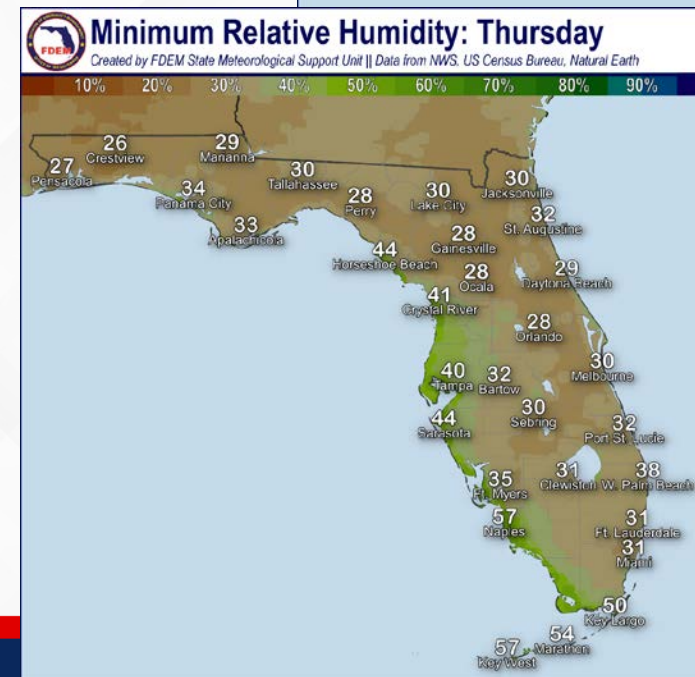 FDEM
Minimum Relative Humidity: Thursday
Created by FDEM State Meteorological Support Unit || Data from NWS, US Census Bureau, Natural Earth
10% 20% 30% 40% 50% 60% 70% 80% 90%
26
Crestview
29
Marianna
27
Pensacola
30
Tallahassee
34
Panama City
28
Perry
30
Lake City
30
Jacksonville
33
Apalachicola
32
St. Augustine
44
Horseshoe Beach
28
Gainesville
28
Ocala
29
Daytona Beach
41
Crystal River
28
Orlando
40
Tampa
32
Bartow
30
Melbourne
44
Sarasota
30
Sebring
32
Port St. Lucie
35
Ft. Myers
31
Clewiston
38
W. Palm Beach
57
Naples
31
Ft. Lauderdale
31
Miami
50
Key Largo
54
Marathon
57
Key West